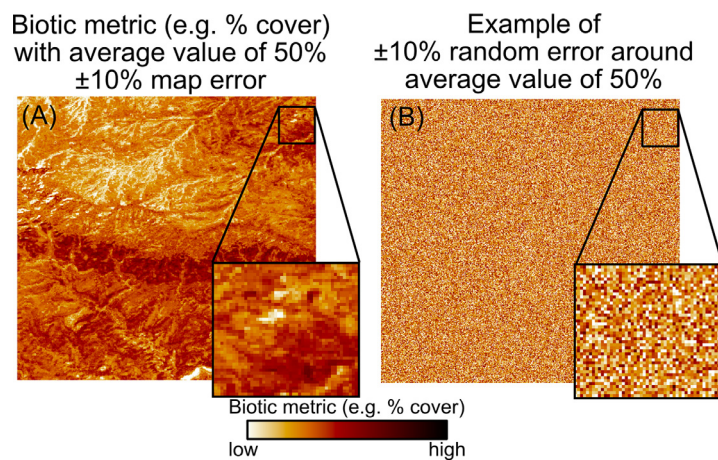 Biotic metric (e.g. % cover)
with average value of 50%
±10% map error
Example of
±10% random error around
average value of 50%
(A)
(B)
Biotic metric (e.g. % cover)
low
high